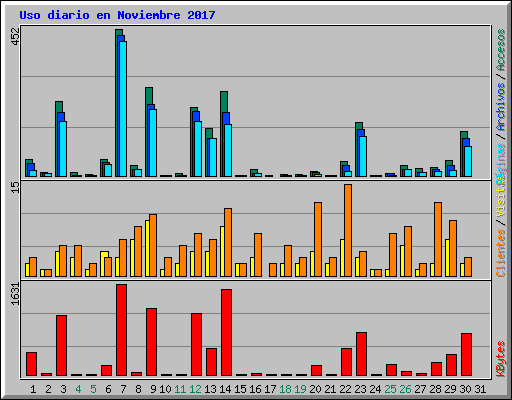 Uso diario en Noviembre 2017
452
15
1631
Clientes / Visitas
Páginas / Archivos / Accesos
KBytes
1 2 3 4 5 6 7 8 9 10 11 12 13 14 15 16 17 18 19 20 21 22 23 24 25 26 27 28 29 30 31